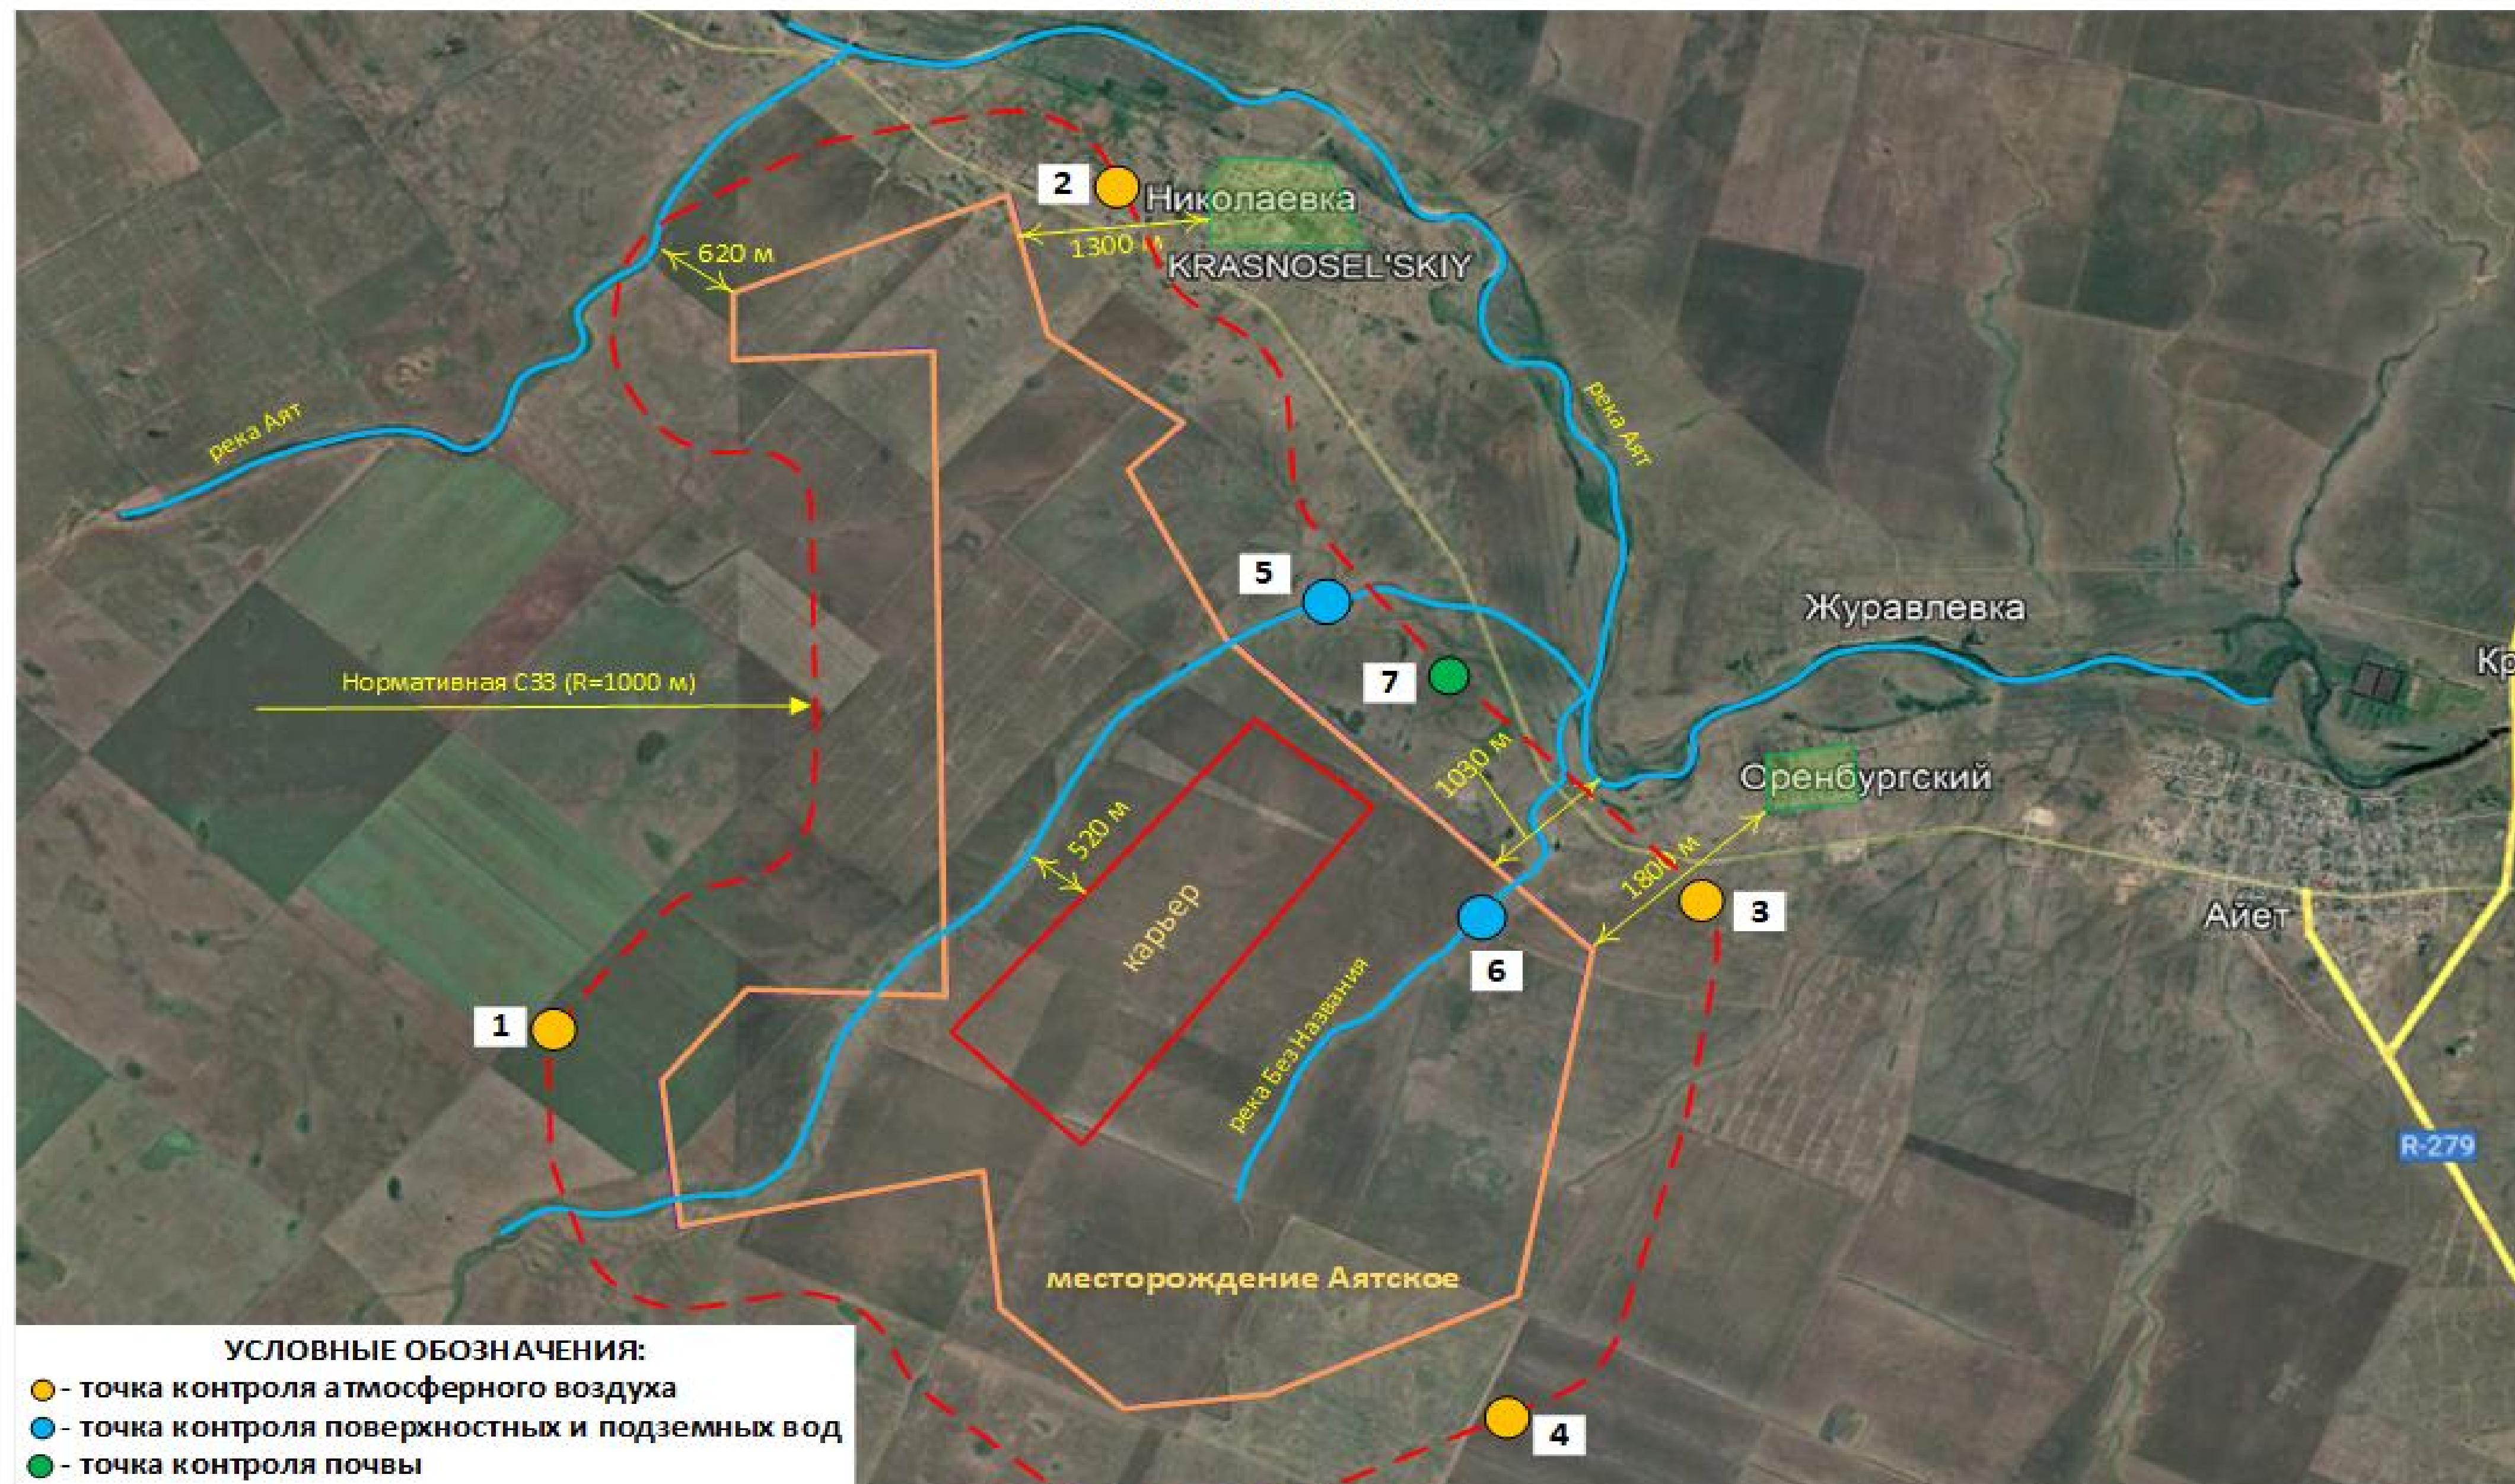 2
Николаевка
1300 м
KRASNOSEL'SKIY
620 м
река Аят
река Аят
5
Журавлевка
Кр
7
Нормативная СЗЗ (R=1000 м)
1030 м
Оренбургский
520 м
1800 м
карьер
3
Айет
6
1
река Без Названия
R-279
месторождение Аятское
4
УСЛОВНЫЕ ОБОЗНАЧЕНИЯ:
- точка контроля атмосферного воздуха
- точка контроля поверхностных и подземных вод
- точка контроля почвы